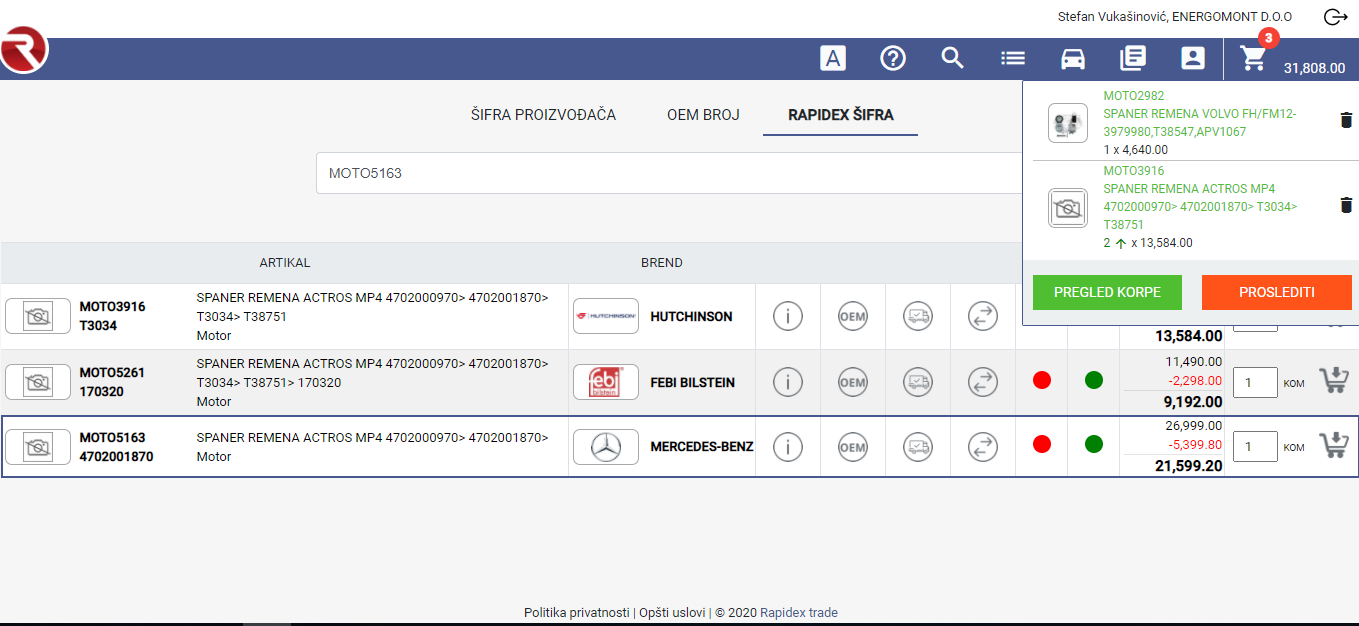 Stefan Vukašinović, ENERGOMONT D.O.O
3
A
31,808.00
ŠIFRA PROIZVOĐAČA
OEM BROJ
RAPIDEX ŠIFRA
MOTO5163
MOTO2982
SPANER REMENA VOLVO FH/FM12-
3979980,T38547,APV1067
1 x 4,640.00
MOTO3916
SPANER REMENA ACTROS MP4
4702000970> 4702001870> T3034>
T38751
2 x 13,584.00
PREGLED KORPE
PROSLEDITI
ARTIKAL
BREND
MOTO3916
T3034
SPANER REMENA ACTROS MP4 4702000970> 4702001870>
T3034> T38751
Motor
HUTCHINSON
HUTCHINSON
i
OEM
13,584.00
MOTO5261
170320
SPANER REMENA ACTROS MP4 4702000970> 4702001870>
T3034> T38751> 170320
Motor
febi
bilstein
FEBI BILSTEIN
i
OEM
11,490.00
-2,298.00
9,192.00
1
KOM
MOTO5163
4702001870
SPANER REMENA ACTROS MP4 4702000970> 4702001870>
Motor
MERCEDES-BENZ
i
OEM
26,999.00
-5,399.80
21,599.20
1
KOM
Politika privatnosti | Opšti uslovi | © 2020 Rapidex trade